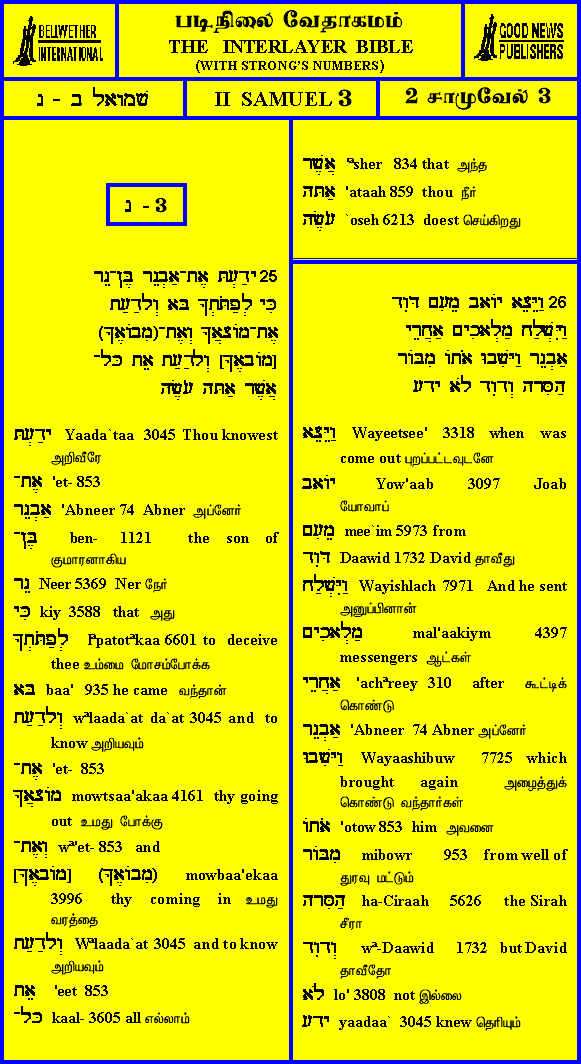 BELLWETHER
INTERNATIONAL
படிநிலை வேதாகமம்
THE INTERLAYER BIBLE
(WITH STRONG'S NUMBERS)
GOOD NEWS
PUBLISHERS
שמואל ב - נ
II SAMUEL 3
2 சாமுவேல் 3
נ - 3
25 יָדַעְתָּ אֶת־אַבְנֵר בֶּן־נֵר
כִּי לְפַתֹּתְךָ בָּא וְלָדַעַת
אֶת־מוֹצָאֲךָ וְאֶת־(מִבוֹאֶךָ)
[מוֹבָאֶךָ] וְלָדַעַת אֵת כָּל־
אֲשֶׁר אַתָּה עֹשֶׂה
יָדַעְתָּ Yaada`taa 3045 Thou knowest
அறிவீரே
אֶת־ 'et- 853
אַבְנֵר 'Abneer 74 Abner அப்னேர்
בֶּן־ ben- 1121 the son of
குமாரனாகிய
נֵר Neer 5369 Ner நேர்
כִּי kiy 3588 that அது
לְפַתֹּתְךָ lªpatotªkaa 6601 to deceive
thee உம்மை மோசம்போக்க
בָּא baa' 935 he came வந்தான்
וְלָדַעַת wªlaada`at da`at 3045 and to
know அறியவும்
אֶת־ 'et- 853
מוֹצָאֲךָ mowtsaa'akaa 4161 thy going
out உமது போக்கு
וְאֶת־ wª'et- 853 and
[מוֹבָאֶךָ] (מִבוֹאֶךָ) mowbaa'ekaa
3996 thy coming in உமது
வரத்தை
וְלָדַעַת Wªlaada`at 3045 and to know
அறியவும்
אֵת 'eet 853
כָּל־ kaal- 3605 all எல்லாம்
אֲשֶׁר ªsher 834 that அந்த
אַתָּה 'ataah 859 thou நீர்
עֹשֶׂה `oseh 6213 doest செய்கிறது
26 וַיֵּצֵא יוֹאָב מֵעִם דָּוִד
וַיִּשְׁלַח מַלְאָכִים אַחֲרֵי
אַבְנֵר וַיָּשִׁבוּ אֹתוֹ מִבּוֹר
הַסִּרָה וְדָוִד לֹא יָדָע
וַיֵּצֵא Wayeetsee' 3318 when was
come out புறப்பட்டவுடனே
יוֹאָב Yow'aab 3097 Joab
யோவாப்
מֵעִם mee`im 5973 from
דָּוִד Daawid 1732 David தாவீது
וַיִּשְׁלַח Wayishlach 7971 And he sent
அனுப்பினான்
מַלְאָכִים mal'aakiym 4397
messengers ஆட்கள்
אַחֲרֵי 'achªreey 310 after கூட்டிக்
கொண்டு
אַבְנֵר 'Abneer 74 Abner அப்னேர்
וַיָּשִׁבוּ Wayaashibuw 7725 which
brought again அழைத்துக்
கொண்டு வந்தார்கள்
אֹתוֹ 'otow 853 him அவனை
מִבּוֹר mibowr 953 from well of
துரவு மட்டும்
הַסִּרָה ha-Ciraah 5626 the Sirah
சீரா
וְדָוִד wª-Daawid 1732 but David
தாவீதோ
לֹא lo' 3808 not இல்லை
יָדָע yaadaa` 3045 knew தெரியும்